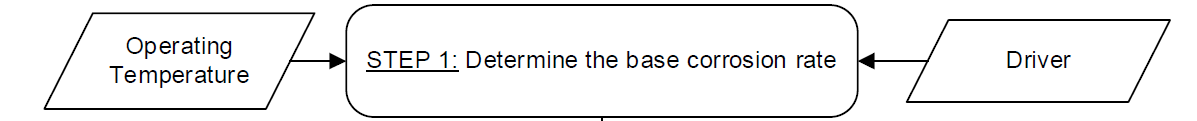 Operating
Temperature
STEP 1: Determine the base corrosion rate
Driver